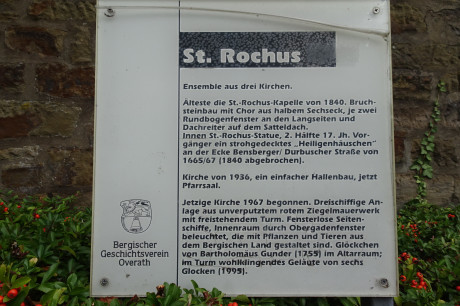 St. Rochus
Ensemble aus drei Kirchen.
Älteste die St.-Rochus-Kapelle von 1840. Bruch-
steinbau mit Chor aus halbem Sechseck, je zwei
Rundbogenfenster an den Langseiten und
Dachreiter auf dem Satteldach.
Innen St.-Rochus-Statue, 2. Hälfte 17. Jh. Vor-
gänger ein strohgedecktes „Heiligenhäuschen“
an der Ecke Bensberger/ Durbuscher Straße von
1665/67 (1840 abgebrochen).
Kirche von 1936, ein einfacher Hallenbau, jetzt
Pfarrsaal.
Jetzige Kirche 1967 begonnen. Dreischiffige An-
lage aus unverputztem rotem Ziegelmauerwerk
mit freistehendem Turm. Fensterlose Seiten-
schiffe, Innenraum durch Obergadenfenster
beleuchtet, die mit Pflanzen und Tieren aus
dem Bergischen Land gestaltet sind. Glöckchen
von Bartholomäus Gunder (1755) im Altarraum;
im Turm wohlklingendes Geläute von sechs
Glocken (1995).
Bergischer
Geschichtsverein
Overath